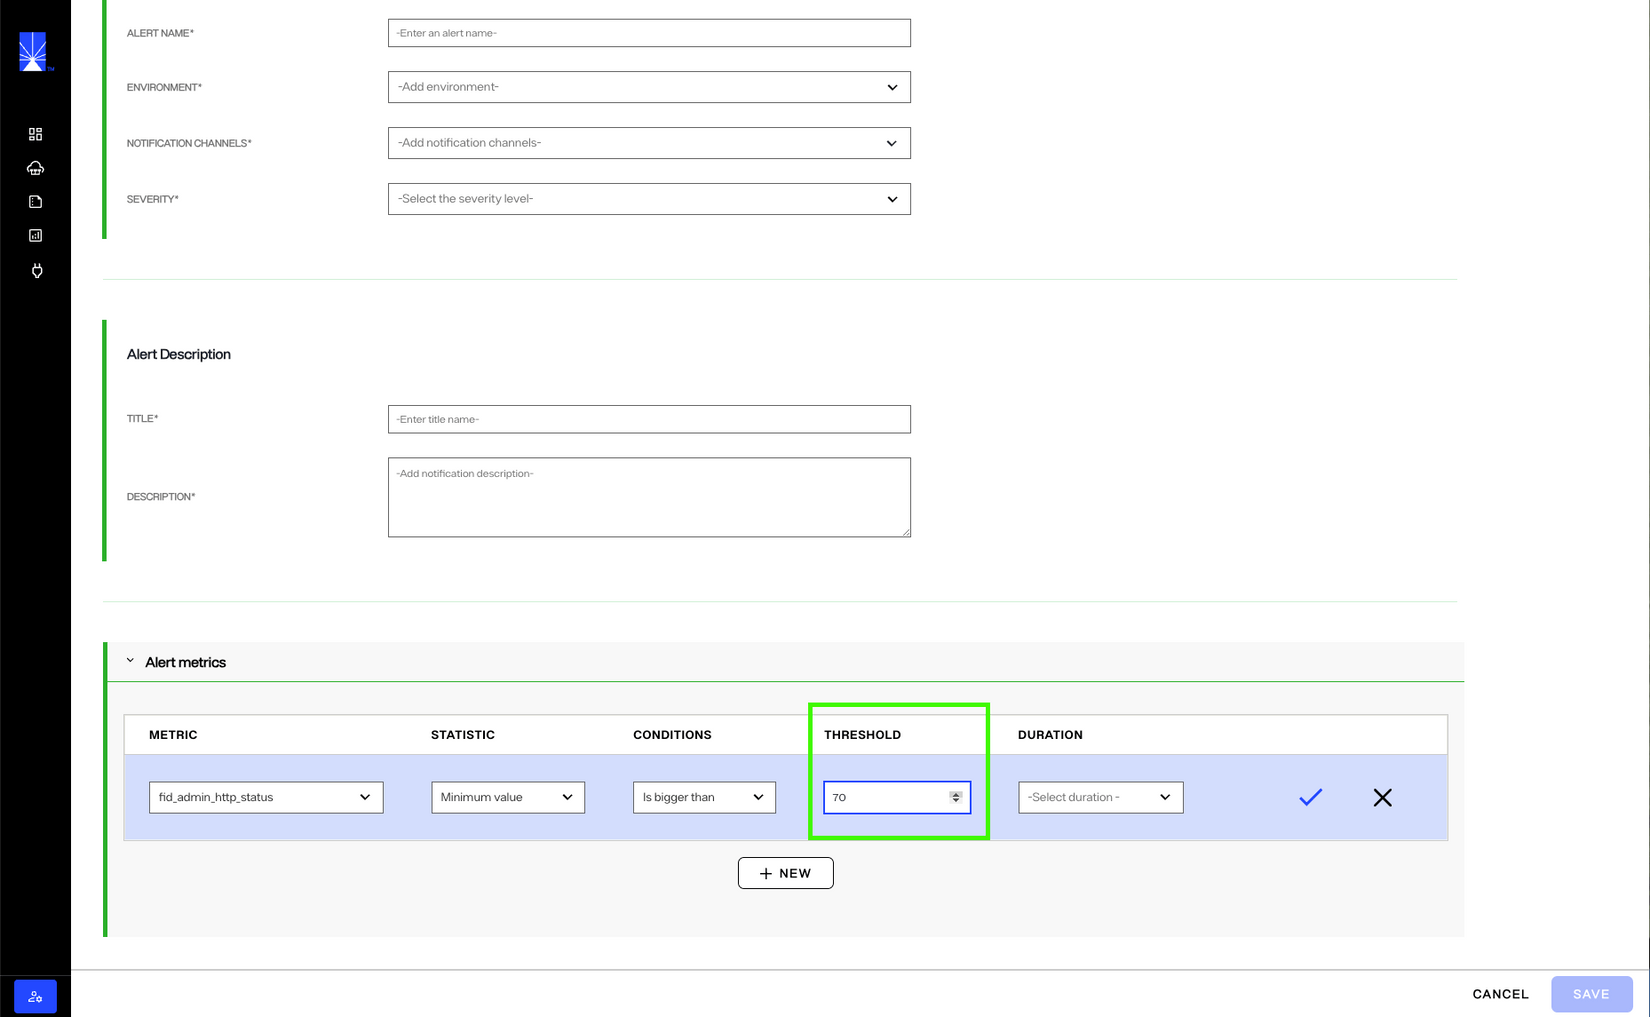 ALERT NAME*
-Enter an alert name-
ENVIRONMENT*
-Add environment-
NOTIFICATION CHANNELS*
-Add notification channels-
SEVERITY*
-Select the severity level-
Alert Description
TITLE*
-Enter title name-
DESCRIPTION*
-Add notification description-
Alert metrics
METRIC STATISTIC CONDITIONS THRESHOLD DURATION
fid_admin_http_status Minimum value Is bigger than 70 -Select duration -
+ NEW
CANCEL SAVE